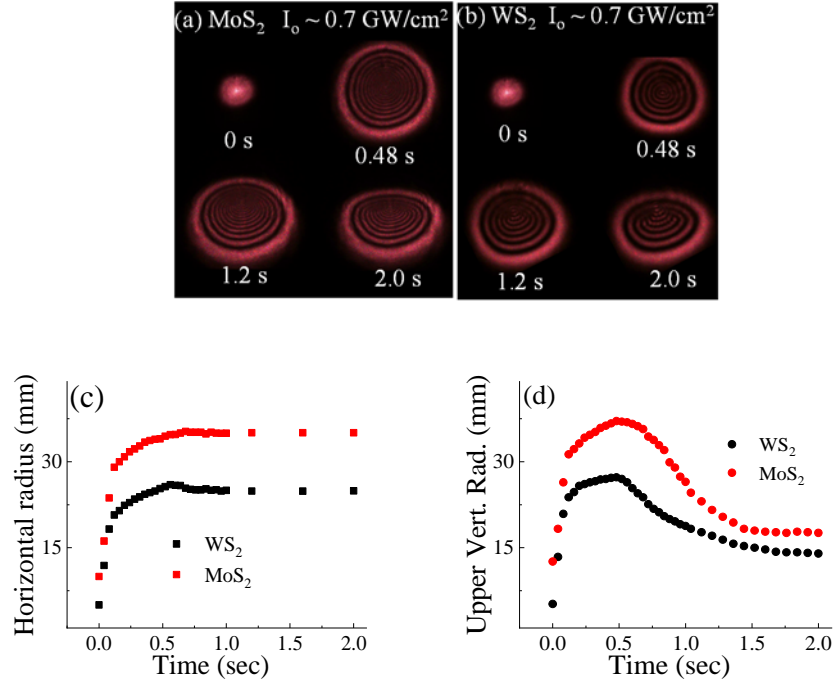 (a) MoS₂ I₀ ~ 0.7 GW/cm²
0 s
0.48 s
1.2 s
2.0 s
(b) WS₂ I₀ ~ 0.7 GW/cm²
0 s
0.48 s
1.2 s
2.0 s
(c)
Horizontal radius (mm)
30
15
WS₂
MoS₂
0.0 0.5 1.0 1.5 2.0
Time (sec)
(d)
Upper Vert. Rad. (mm)
30
15
WS₂
MoS₂
0.0 0.5 1.0 1.5 2.0
Time (sec)